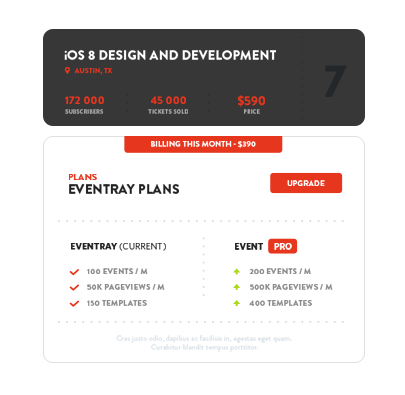 iOS 8 DESIGN AND DEVELOPMENT
AUSTIN, TX
7
172 000 45 000 $590
SUBSCRIBERS TICKETS SOLD PRICE
BILLING THIS MONTH - $390
PLANS
EVENTRAY PLANS
UPGRADE
EVENTRAY (CURRENT)
100 EVENTS / M
50K PAGEVIEWS / M
150 TEMPLATES
EVENT PRO
200 EVENTS / M
500K PAGEVIEWS / M
400 TEMPLATES
Cras justo odio, dapibus ac facilisis in, egestas eget quam.
Curabitur blandit tempus porttitor.